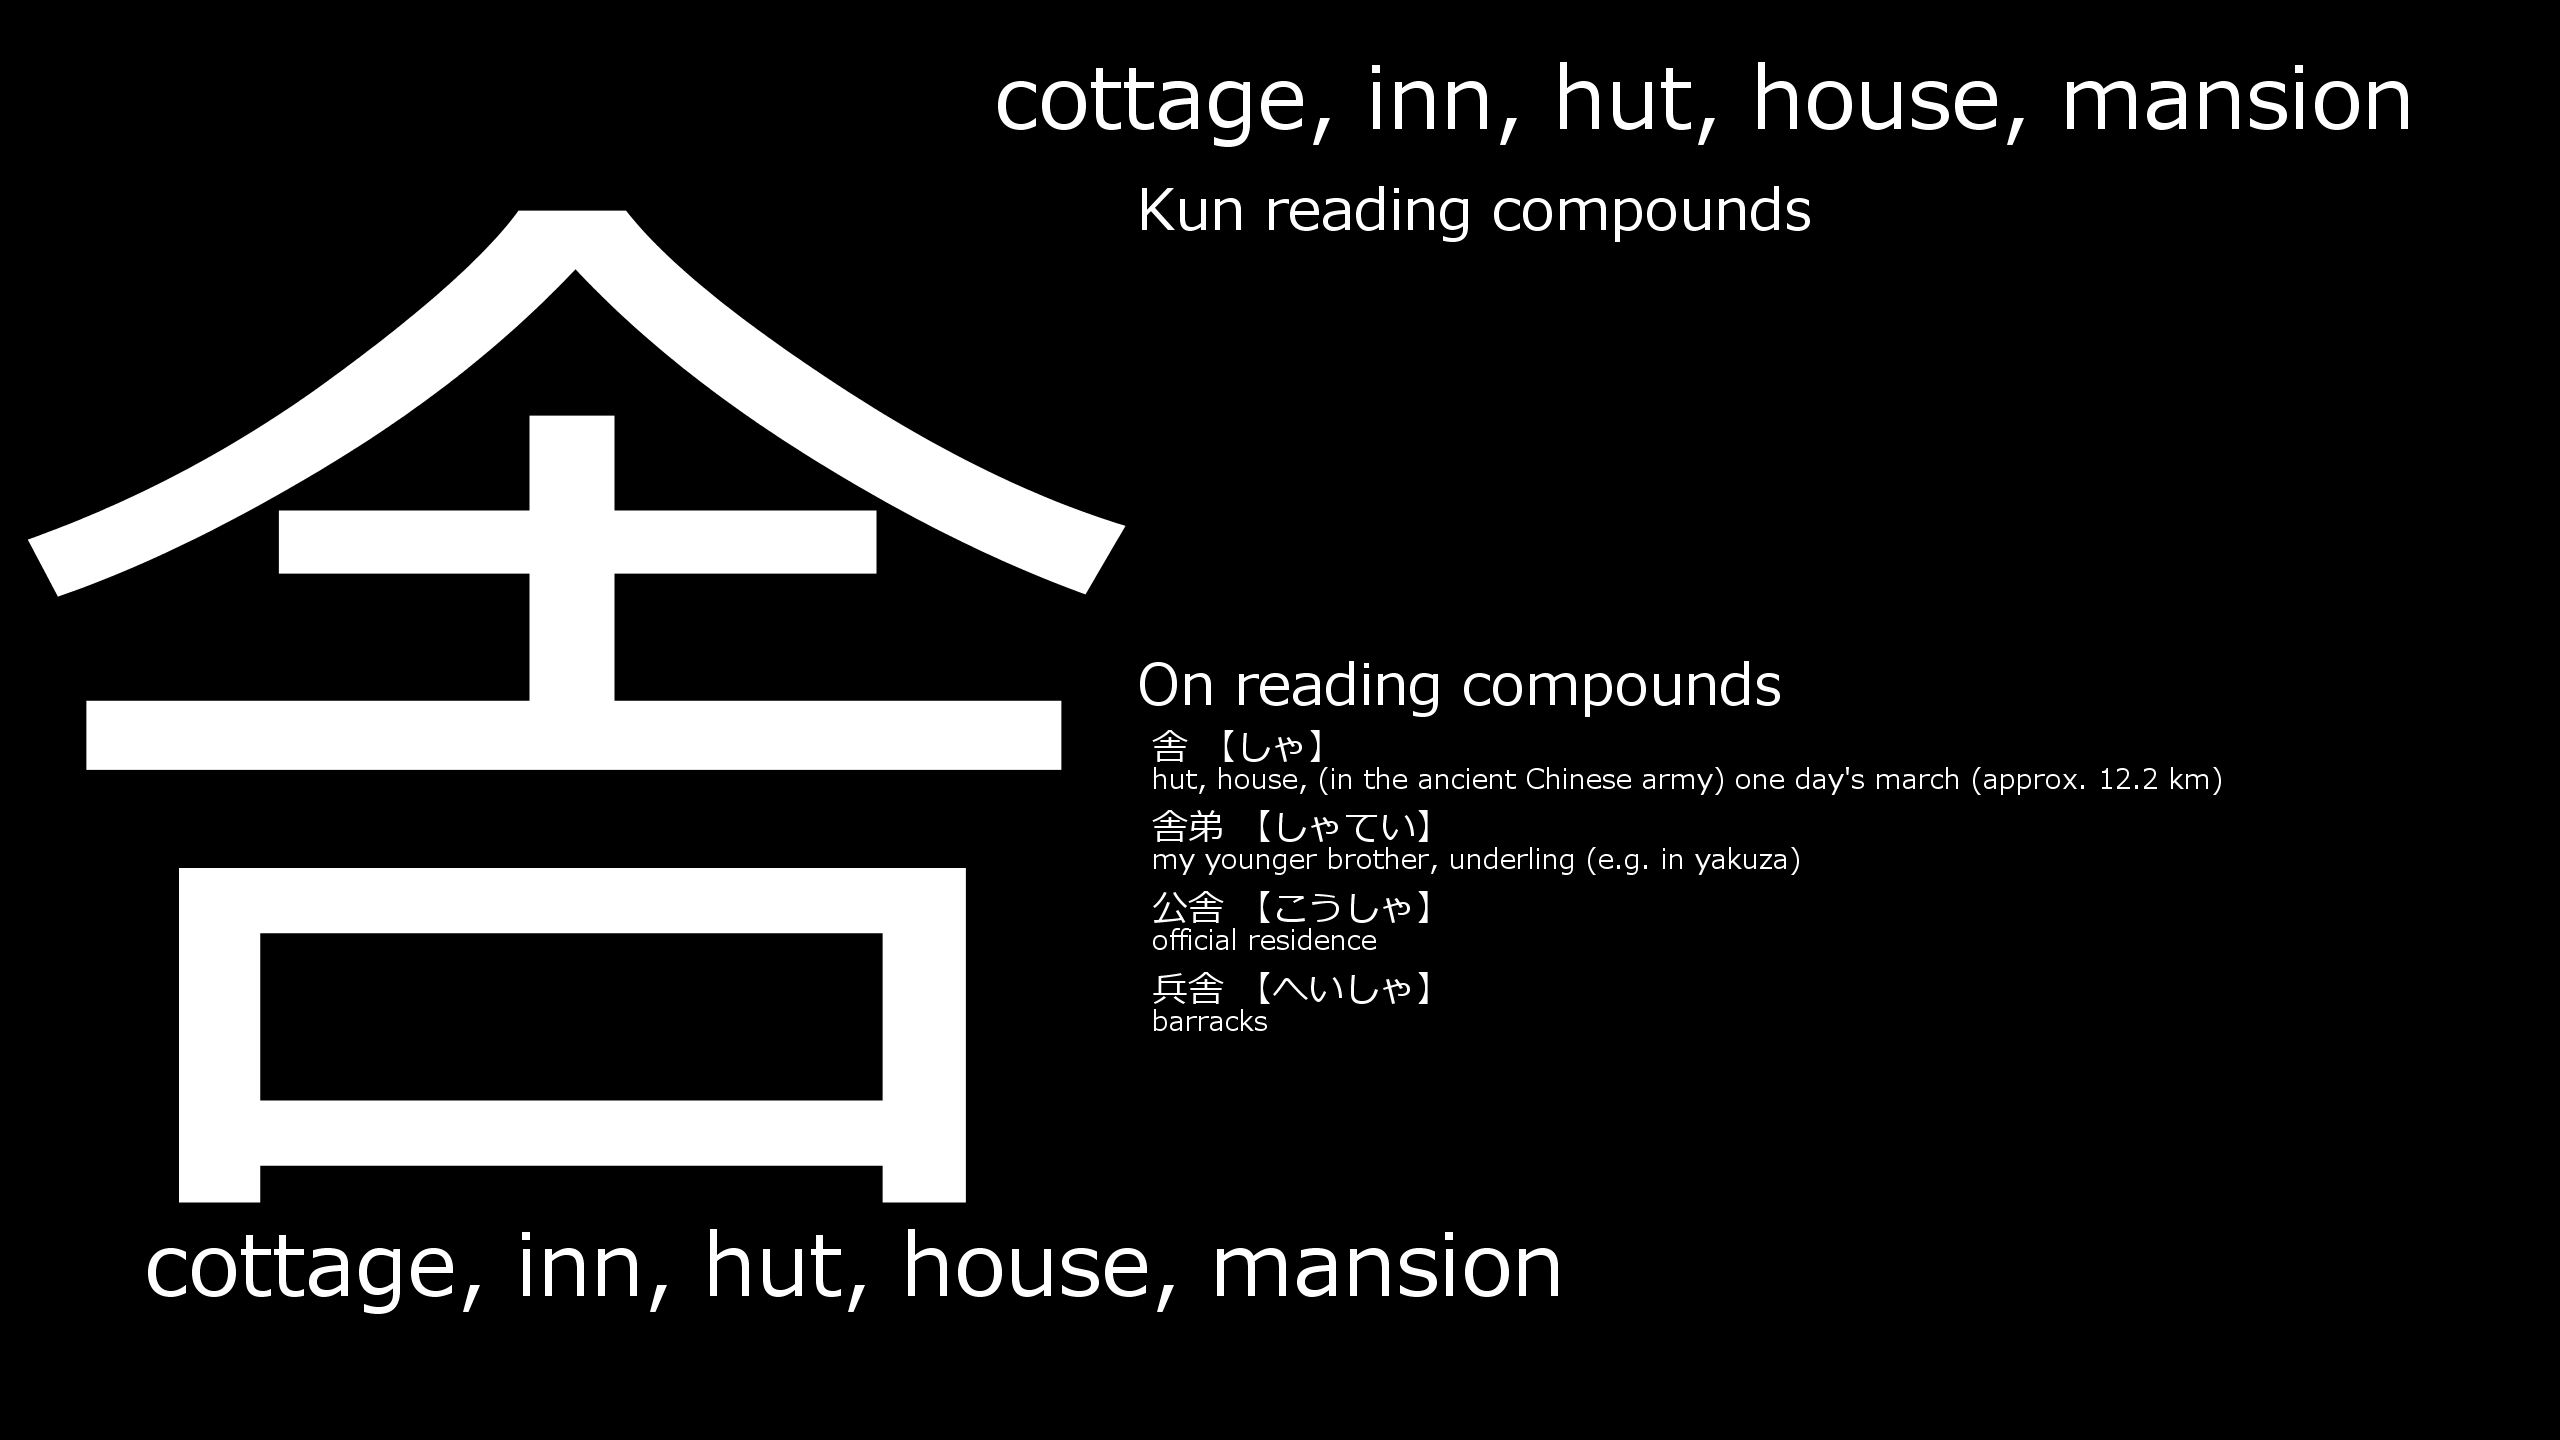 cottage, inn, hut, house, mansion
Kun reading compounds
舎
On reading compounds
舎 【しゃ】
hut, house, (in the ancient Chinese army) one day's march (approx. 12.2 km)
舎弟 【しゃてい】
my younger brother, underling (e.g. in yakuza)
公舎 【こうしゃ】
official residence
兵舎 【へいしゃ】
barracks
cottage, inn, hut, house, mansion